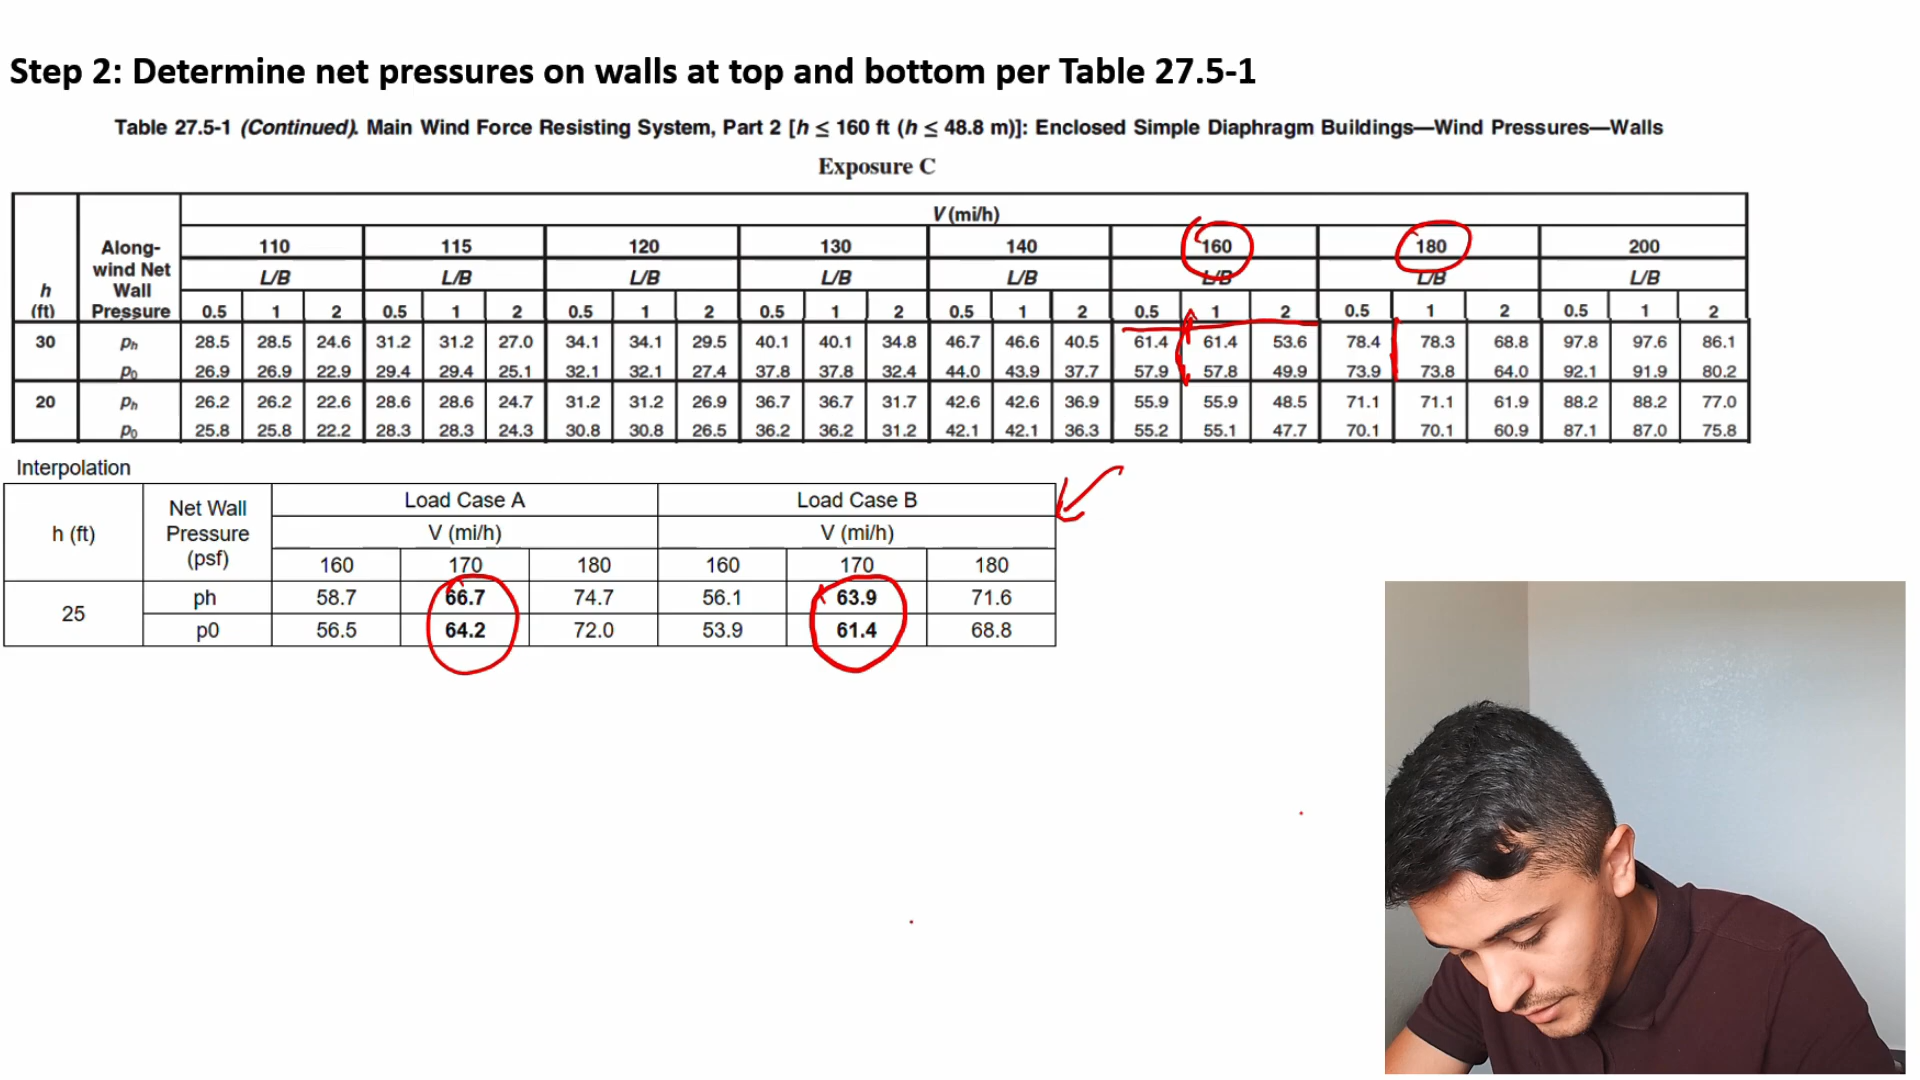 Step 2: Determine net pressures on walls at top and bottom per Table 27.5-1
Table 27.5-1 (Continued). Main Wind Force Resisting System, Part 2 [h ≤ 160 ft (h ≤ 48.8 m)]: Enclosed Simple Diaphragm Buildings—Wind Pressures—Walls
Exposure C
V (mi/h)
h (ft) Along-wind Net Wall Pressure 110 115 120 130 140 160 180 200
L/B L/B L/B L/B L/B L/B L/B L/B
0.5 1 2 0.5 1 2 0.5 1 2 0.5 1 2 0.5 1 2 0.5 1 2 0.5 1 2 0.5 1 2
30 ph 28.5 28.5 24.6 31.2 31.2 27.0 34.1 34.1 29.5 40.1 40.1 34.8 46.7 46.6 40.5 61.4 61.4 53.6 78.4 78.3 68.8 97.8 97.6 86.1
p0 26.9 26.9 22.9 29.4 29.4 25.1 32.1 32.1 27.4 37.8 37.8 32.4 44.0 43.9 37.7 57.9 57.8 49.9 73.9 73.8 64.0 92.1 91.9 80.2
20 ph 26.2 26.2 22.6 28.6 28.6 24.7 31.2 31.2 26.9 36.7 36.7 31.7 42.6 42.6 36.9 55.9 55.9 48.5 71.1 71.1 61.9 88.2 88.2 77.0
p0 25.8 25.8 22.2 28.3 28.3 24.3 30.8 30.8 26.5 36.2 36.2 31.2 42.1 42.1 36.3 55.2 55.1 47.7 70.1 70.1 60.9 87.1 87.0 75.8
Interpolation
h (ft) Net Wall Pressure (psf) Load Case A Load Case B
V (mi/h) V (mi/h)
160 170 180 160 170 180
25 ph 58.7 66.7 74.7 56.1 63.9 71.6
p0 56.5 64.2 72.0 53.9 61.4 68.8